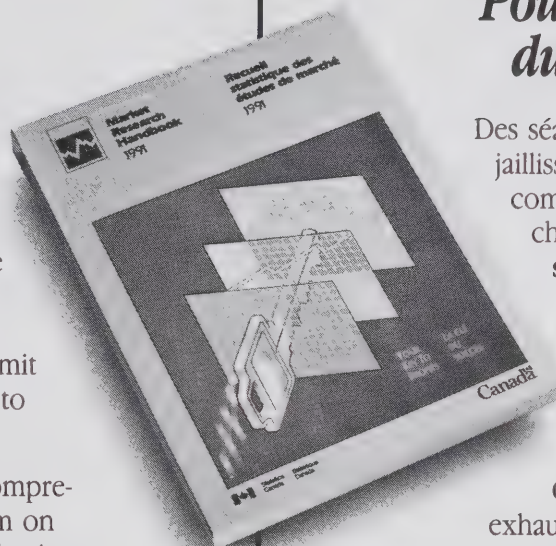 Pou
du
Des séa
jaillis
com
ch
s
mit
to
ompre-
n on
exhau
Market
Research
Handbook
1991
Recueil
statistique des
études de marché
1991
Canada
Statistics
Canada
Statistique
Canada